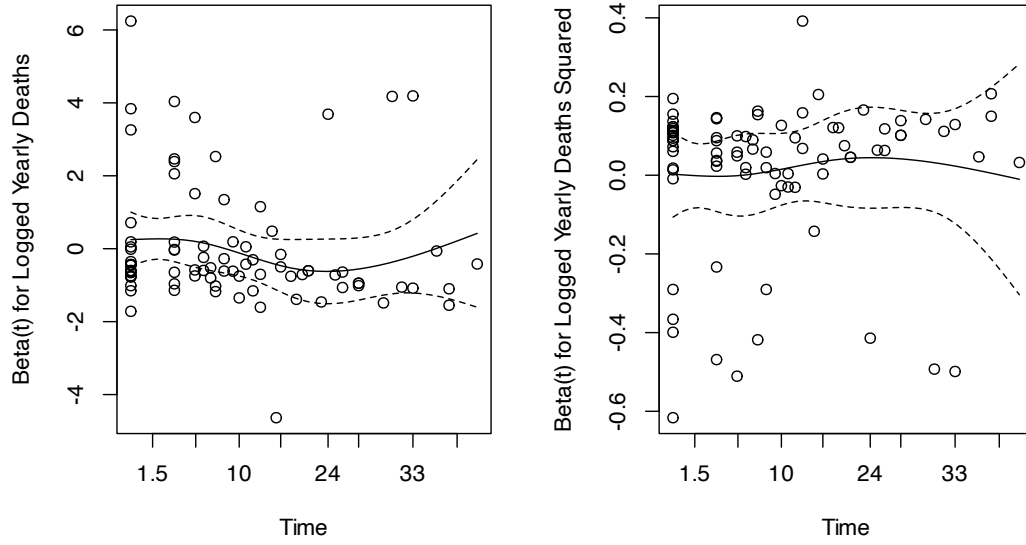 Beta(t) for Logged Yearly Deaths
6
4
2
0
-2
-4
1.5 10 24 33
Time
Beta(t) for Logged Yearly Deaths Squared
0.4
0.2
0.0
-0.2
-0.4
-0.6
1.5 10 24 33
Time